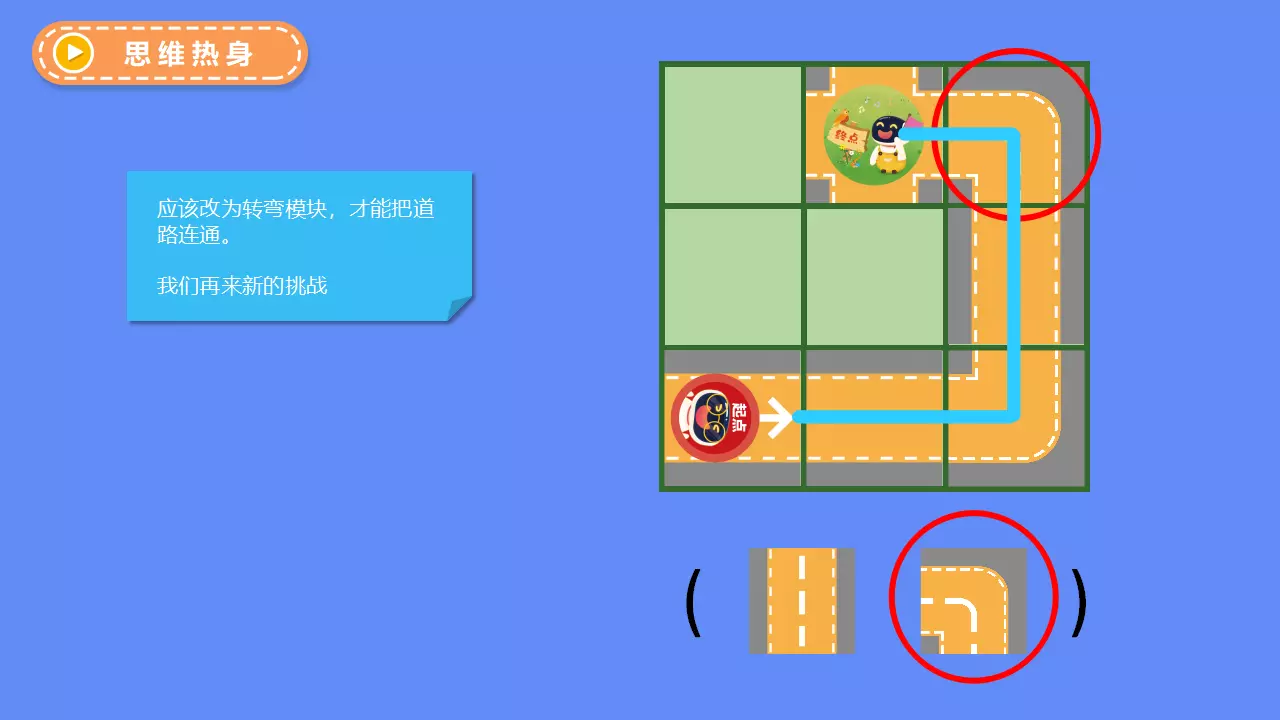 思维热身
应该改为转弯模块，才能把道
路连通。
我们再来新的挑战
终点
起点
(
)